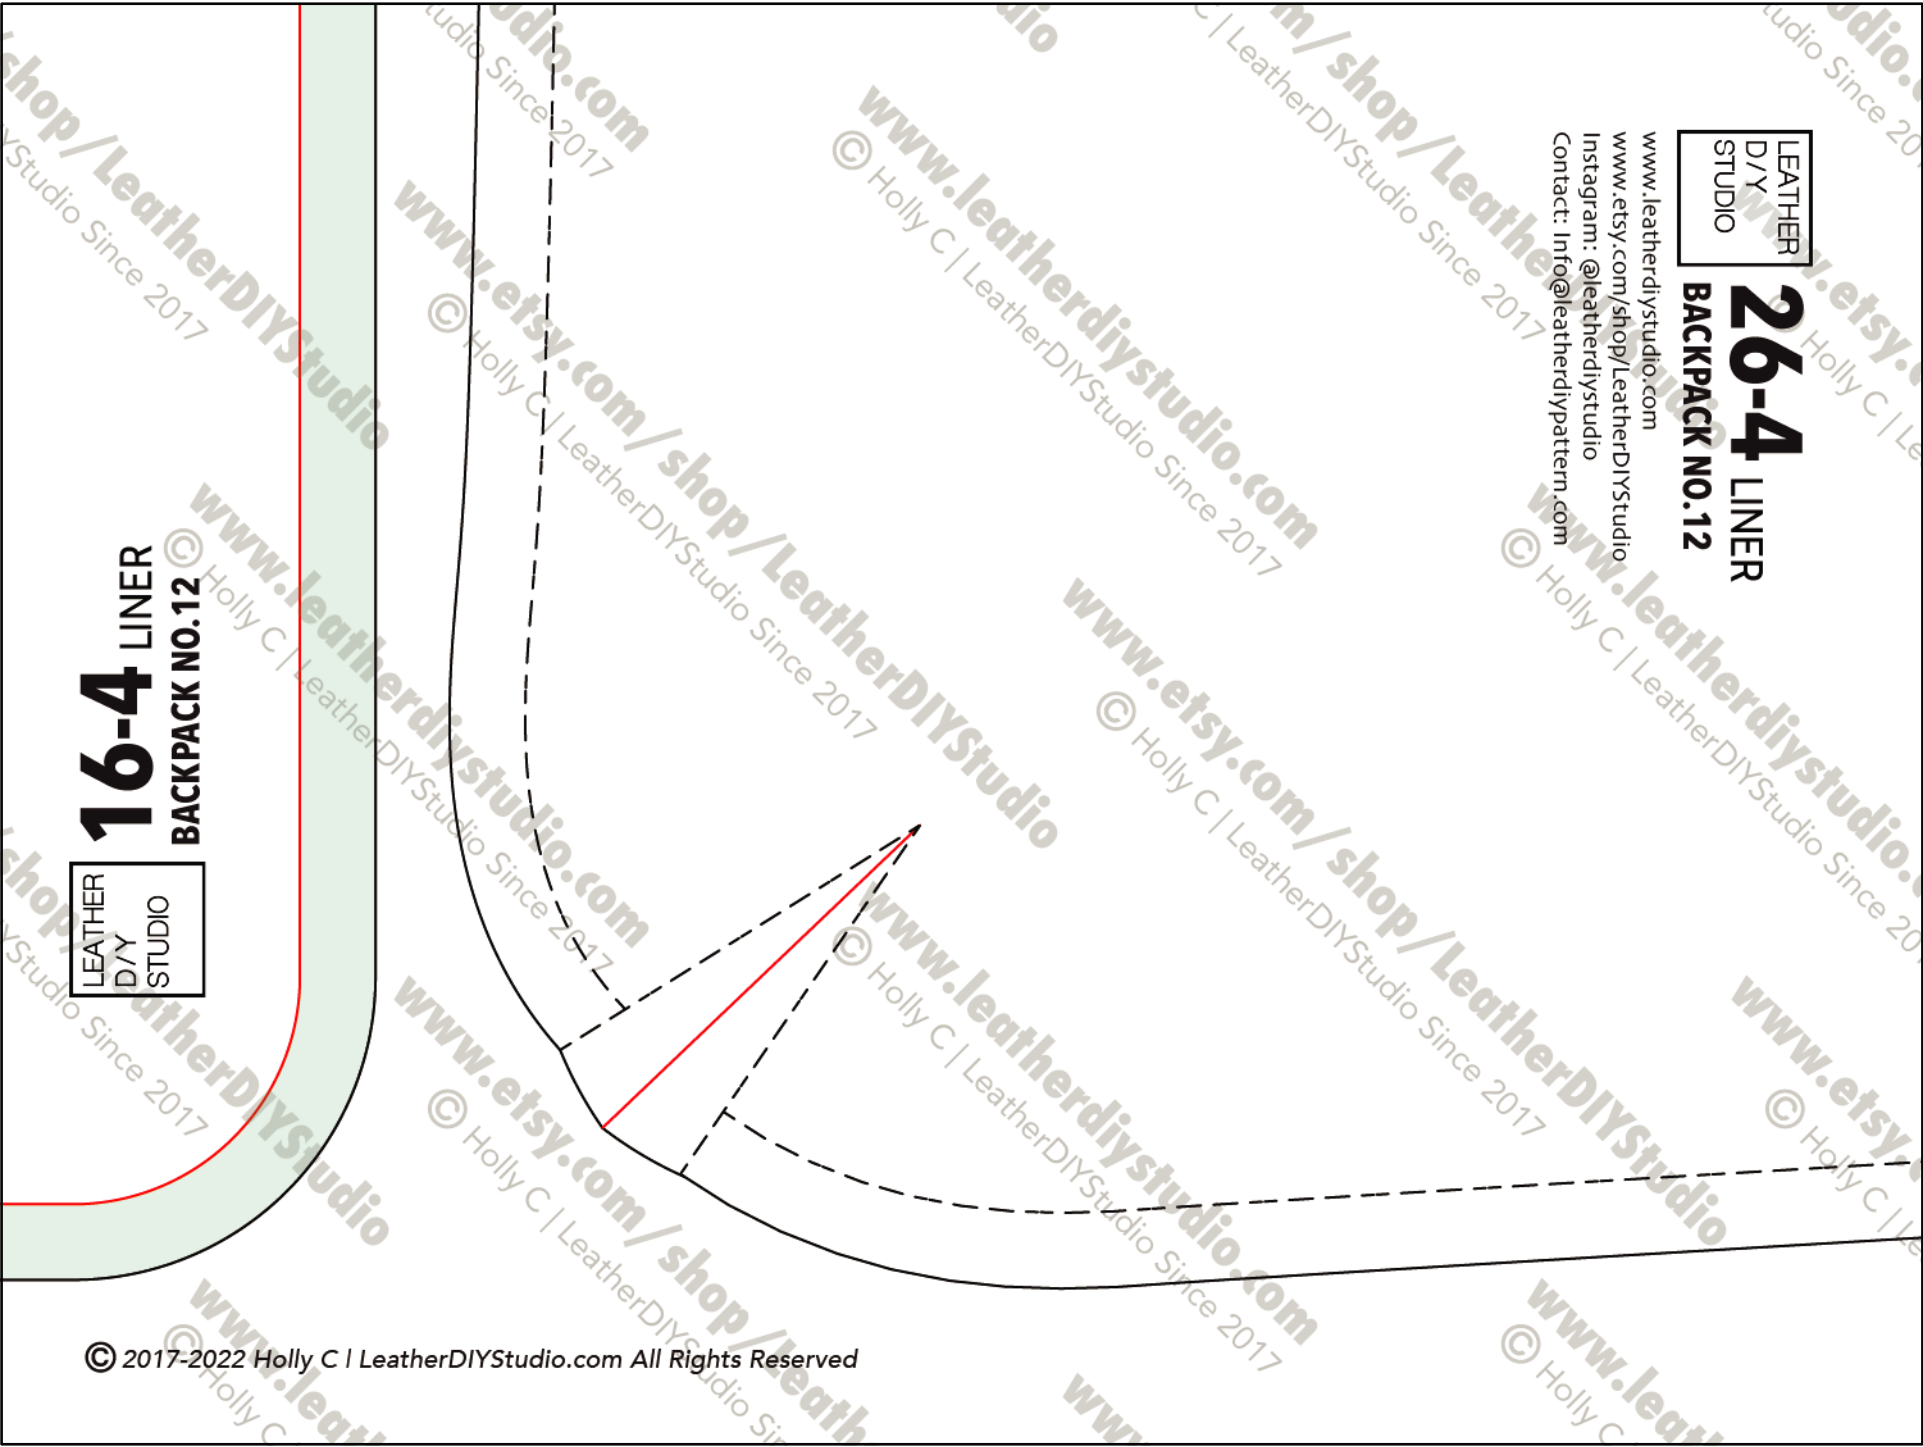 LEATHER
D/Y
STUDIO
16-4 LINER
BACKPACK NO.12
LEATHER
D/Y
STUDIO
26-4 LINER
BACKPACK NO.12
www.leatherdiystudio.com
www.etsy.com/shop/LeatherDIYStudio
Instagram: @leatherdiystudio
Contact: Info@leatherdiypattern.com
© 2017-2022 Holly C | LeatherDIYStudio.com All Rights Reserved
www.leatherdiystudio.com
© Holly C | LeatherDIYStudio Since 2017
www.etsy.com/shop/LeatherDIYStudio
© Holly C | LeatherDIYStudio Since 2017